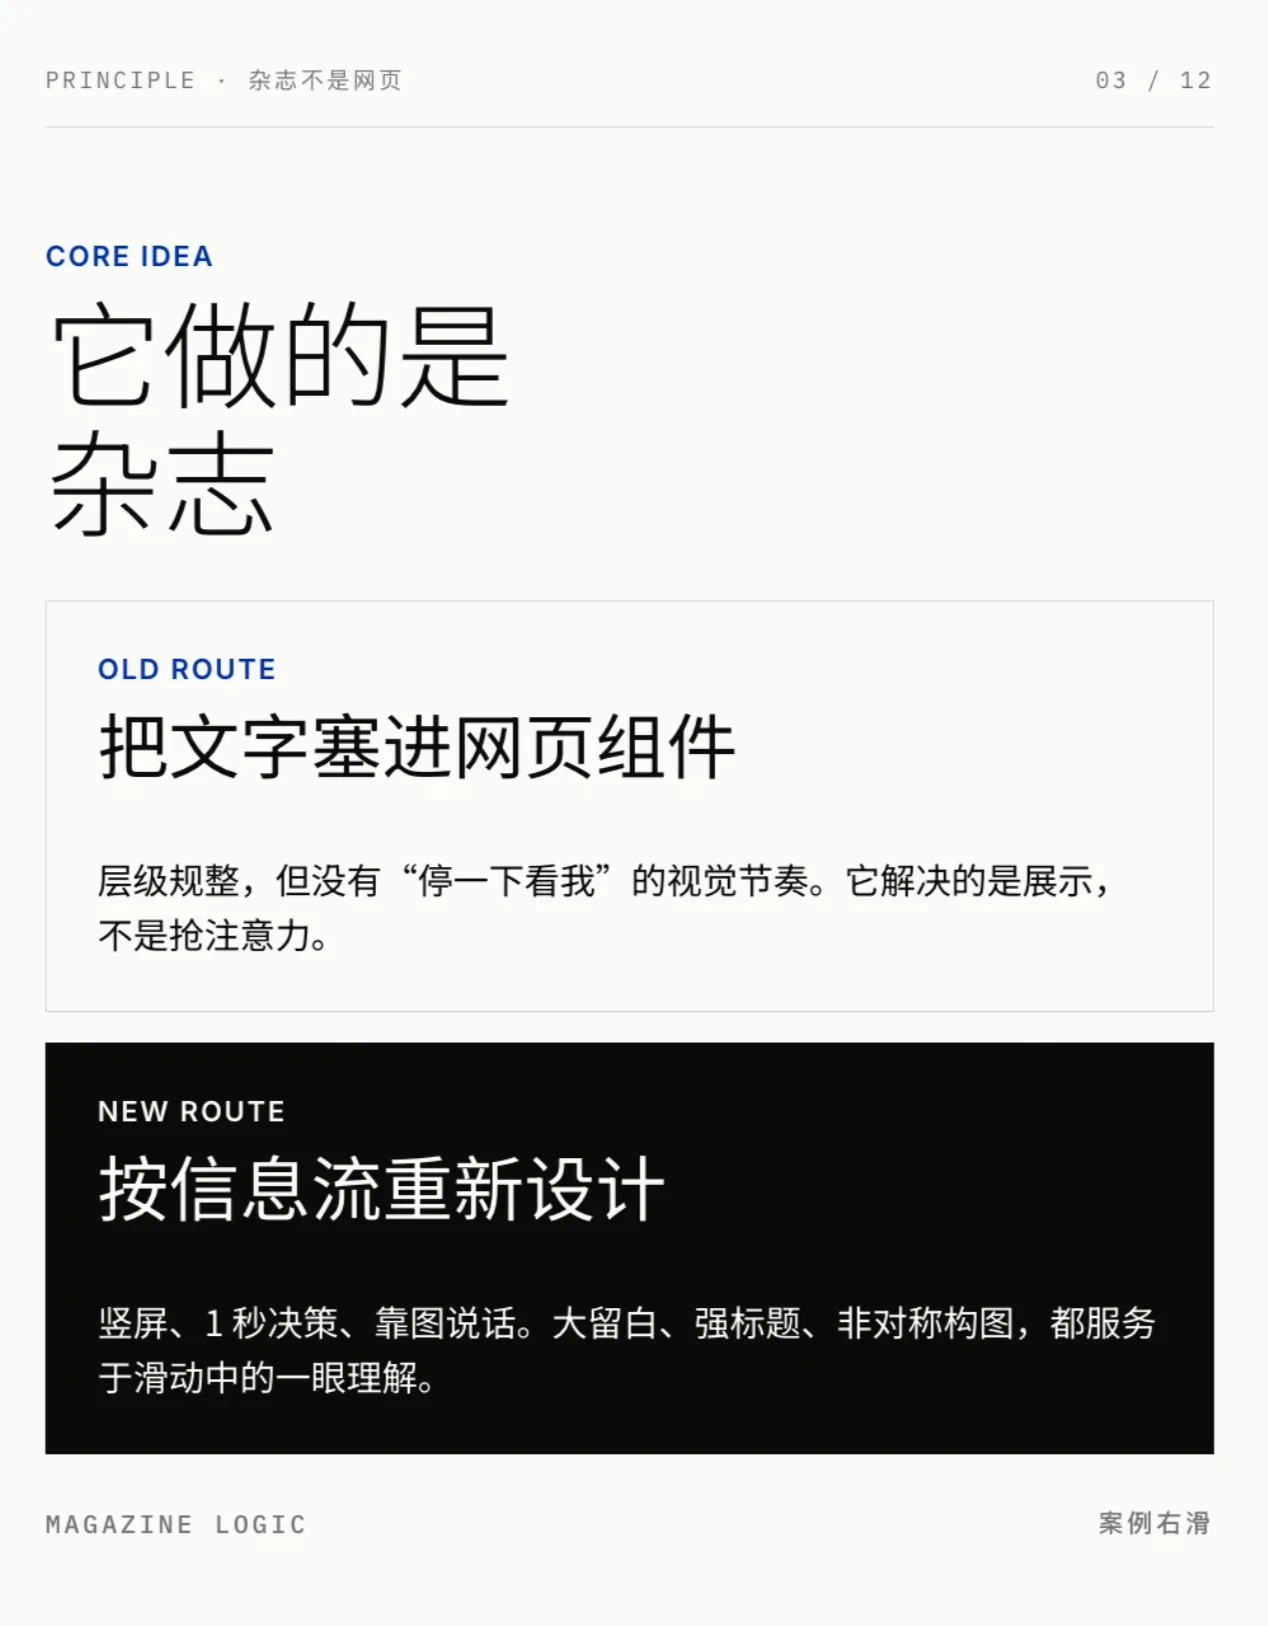 PRINCIPLE · 杂志不是网页
03 / 12
CORE IDEA
它做的是
杂志
OLD ROUTE
把文字塞进网页组件
层级规整，但没有“停一下看我”的视觉节奏。它解决的是展示，
不是抢注意力。
NEW ROUTE
按信息流重新设计
竖屏、1 秒决策、靠图说话。大留白、强标题、非对称构图，都服务
于滑动中的一眼理解。
MAGAZINE LOGIC
案例右滑